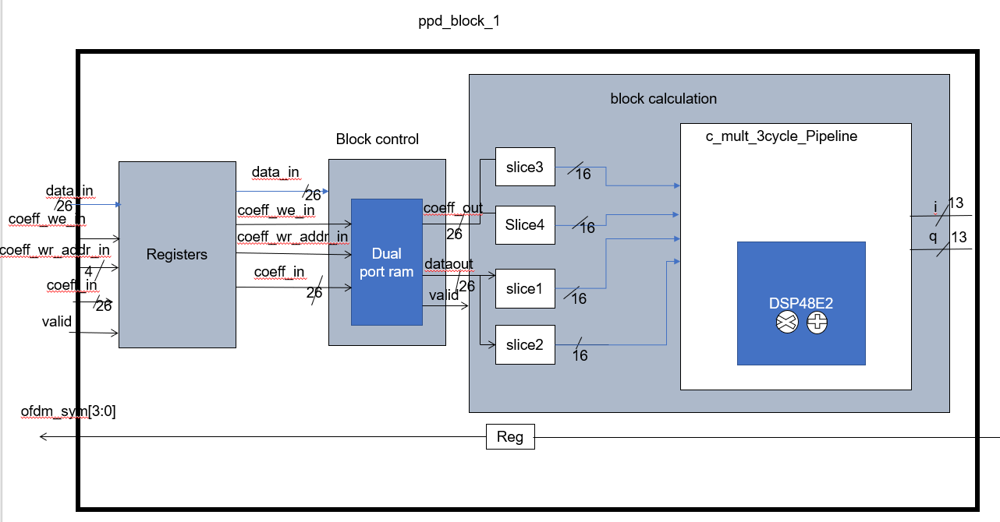 ppd_block_1
block calculation
c_mult_3cycle_Pipeline
Block control
slice3
16
data_in
26
data_in
26
coeff_we_in
coeff_we_in
coeff_out
26
Slice4
16
i
13
q
13
coeff_wr_addr_in
4
Registers
coeff_wr_addr_in
Dual
port ram
dataout
26
coeff_in
26
coeff_in
26
valid
slice1
16
DSP48E2
valid
slice2
16
ofdm_sym[3:0]
Reg